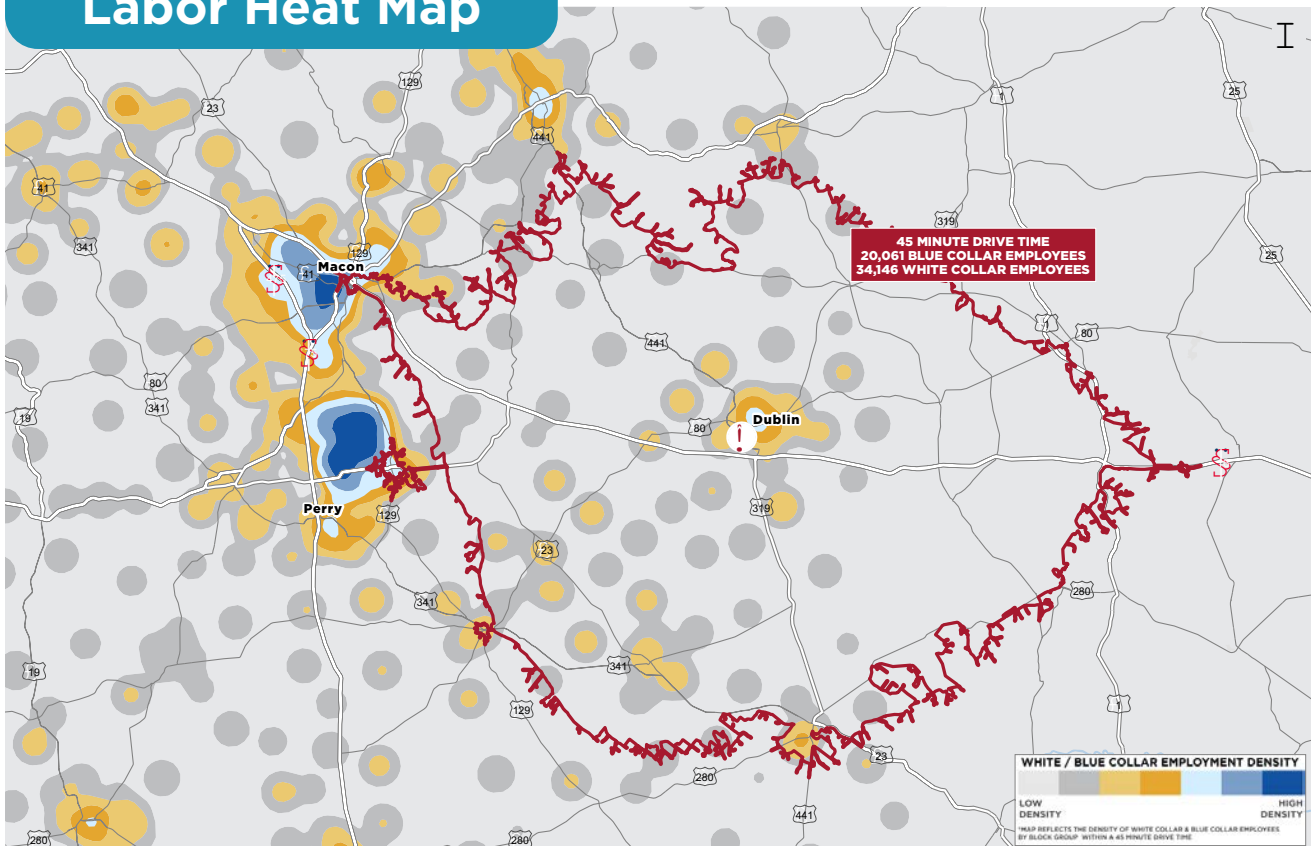 Labor Heat Map
129
23
1
25
441
41
341
319
129
25
41
Macon
45 MINUTE DRIVE TIME
20,061 BLUE COLLAR EMPLOYEES
34,146 WHITE COLLAR EMPLOYEES
1
80
441
80
341
19
80
Dublin
!
Perry
129
319
23
280
341
341
19
129
1
23
280
441
280
280
WHITE / BLUE COLLAR EMPLOYMENT DENSITY
LOW
DENSITY
HIGH
DENSITY
*MAP REFLECTS THE DENSITY OF WHITE COLLAR & BLUE COLLAR EMPLOYEES
BY BLOCK GROUP WITHIN A 45 MINUTE DRIVE TIME